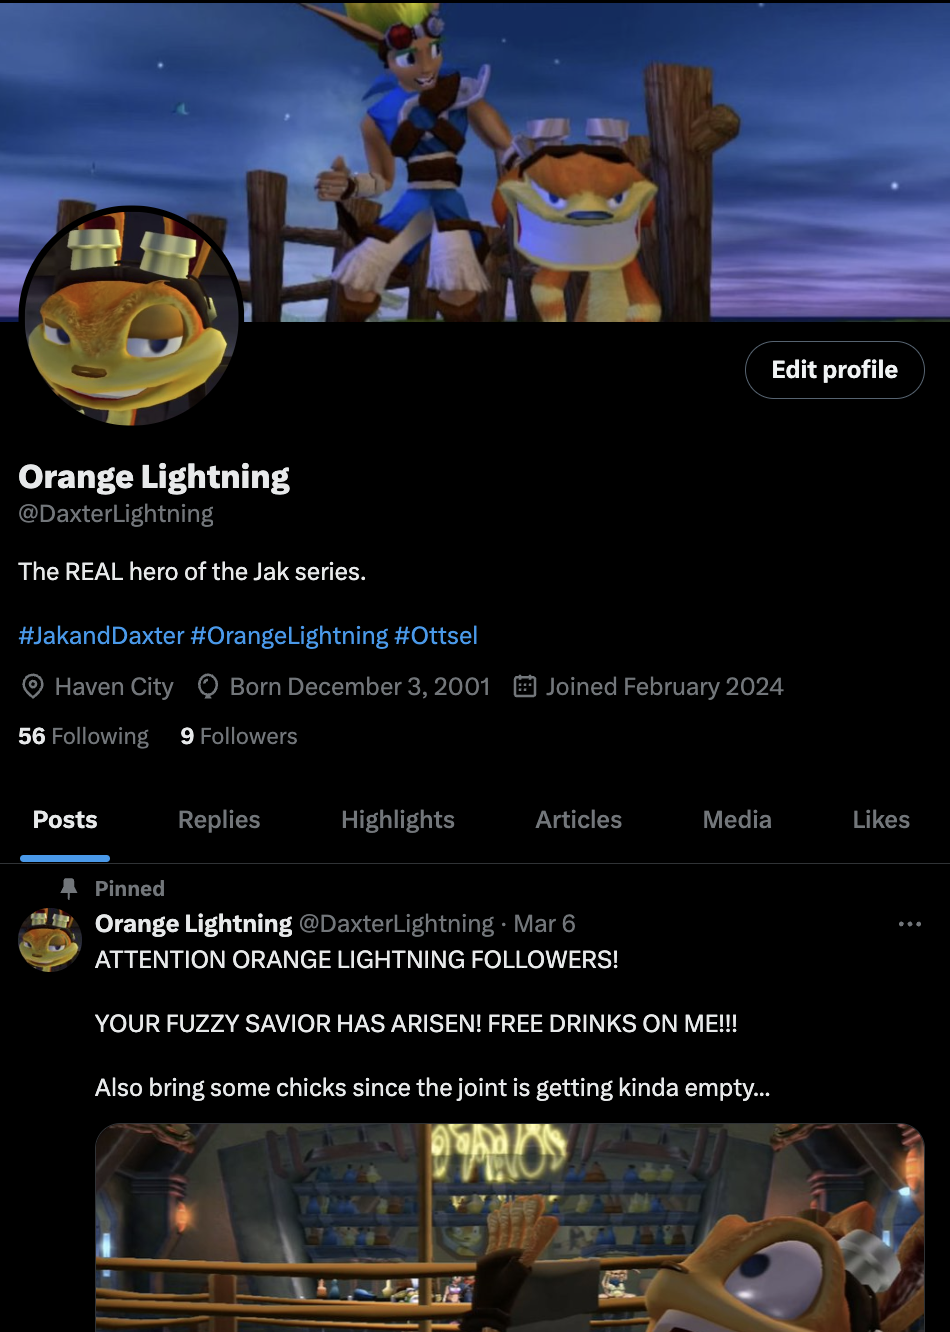 Edit profile
Orange Lightning
@DaxterLightning
The REAL hero of the Jak series.
#JakandDaxter #OrangeLightning #Ottsel
Haven City Born December 3, 2001 Joined February 2024
56 Following 9 Followers
Posts Replies Highlights Articles Media Likes
Pinned
Orange Lightning @DaxterLightning · Mar 6
ATTENTION ORANGE LIGHTNING FOLLOWERS!
YOUR FUZZY SAVIOR HAS ARISEN! FREE DRINKS ON ME!!!
Also bring some chicks since the joint is getting kinda empty...